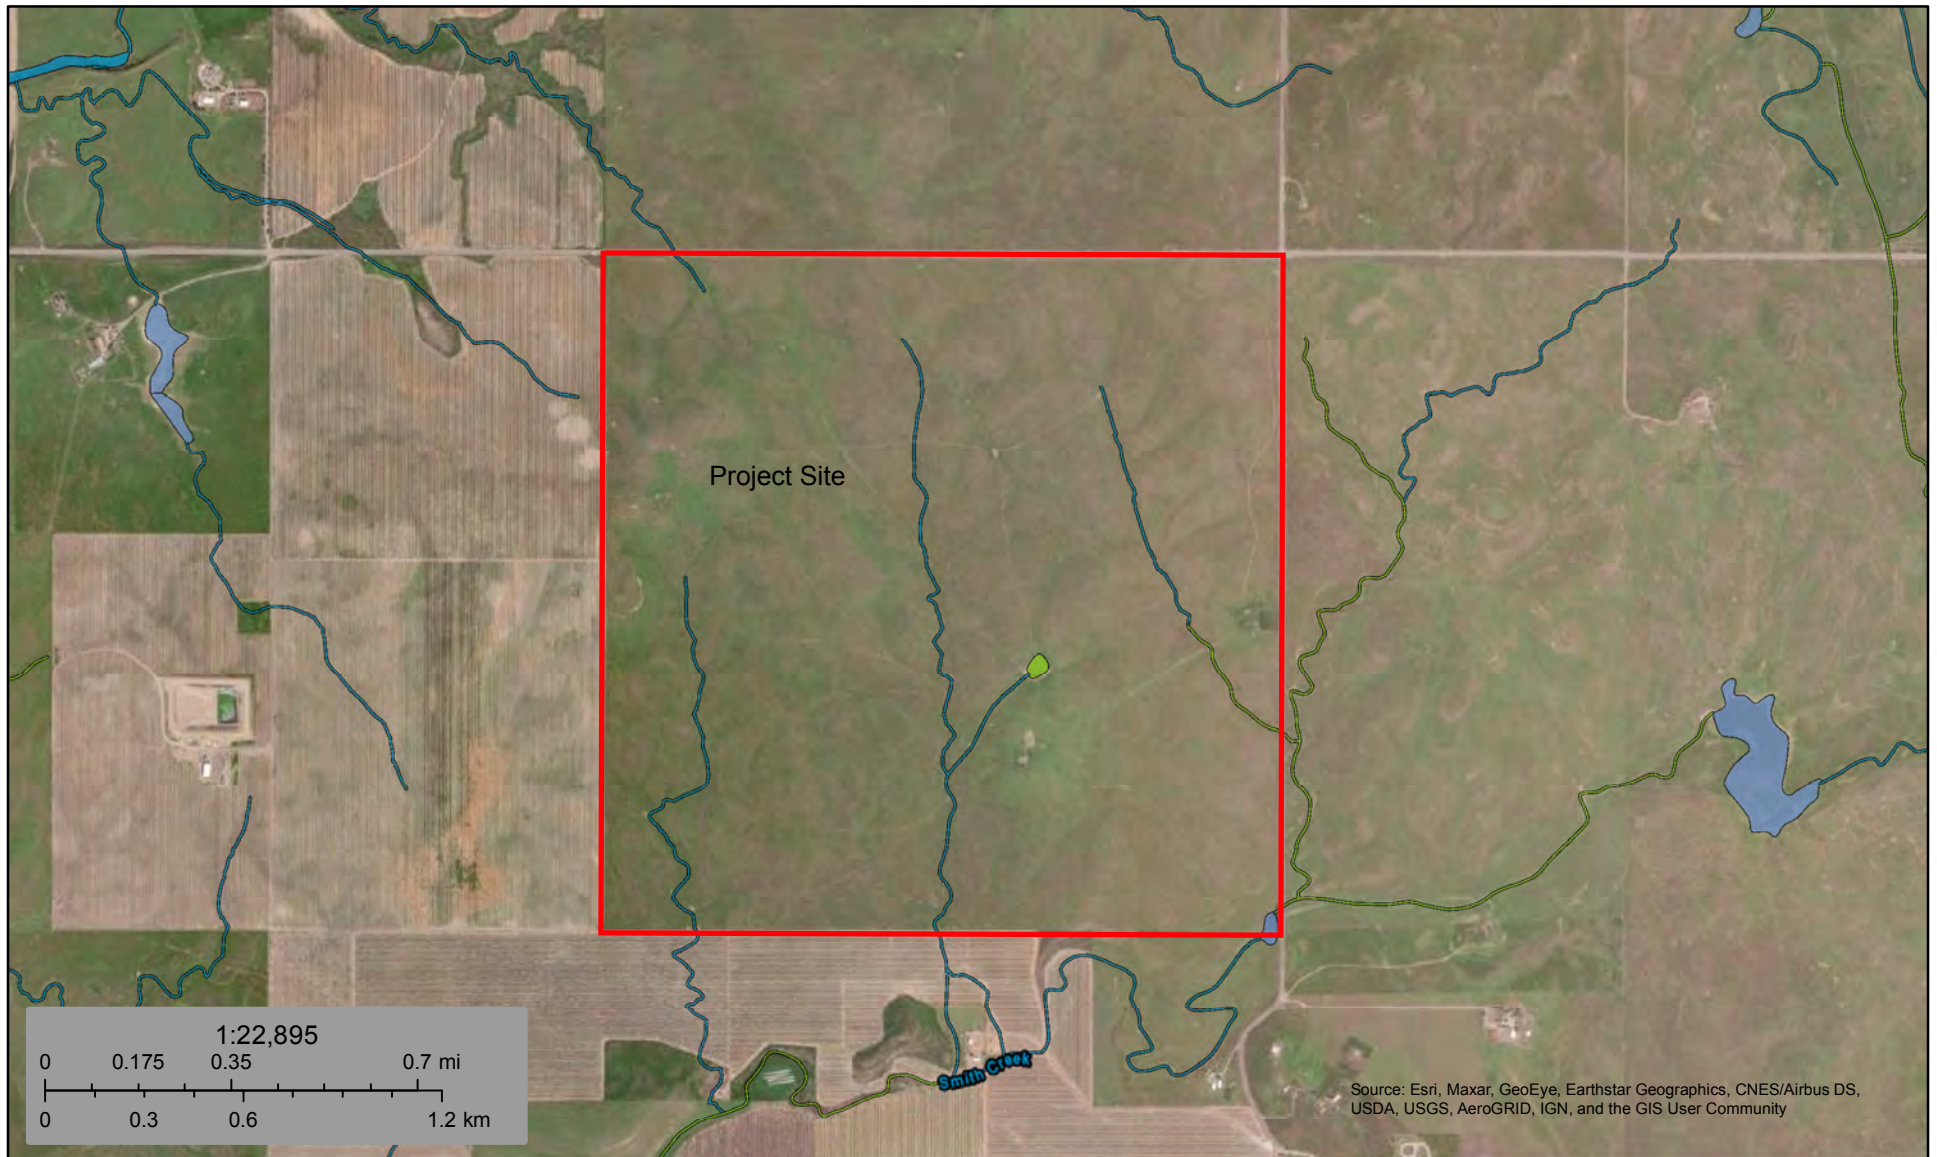 Project Site
Smith Creek
1:22,895
0 0.175 0.35 0.7 mi
0 0.3 0.6 1.2 km
Source: Esri, Maxar, GeoEye, Earthstar Geographics, CNES/Airbus DS,
USDA, USGS, AeroGRID, IGN, and the GIS User Community